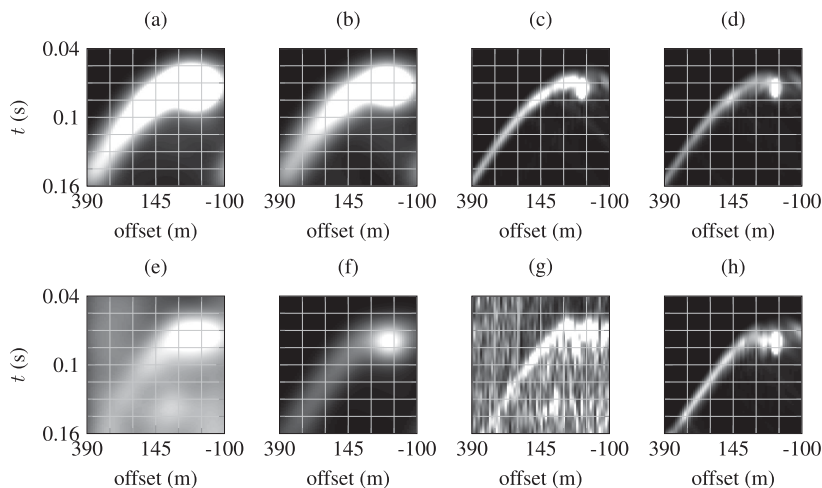 (a) (b) (c) (d)
0.04
t (s)
0.1
0.16
390 145 -100 390 145 -100 390 145 -100 390 145 -100
offset (m) offset (m) offset (m) offset (m)
(e) (f) (g) (h)
0.04
t (s)
0.1
0.16
390 145 -100 390 145 -100 390 145 -100 390 145 -100
offset (m) offset (m) offset (m) offset (m)